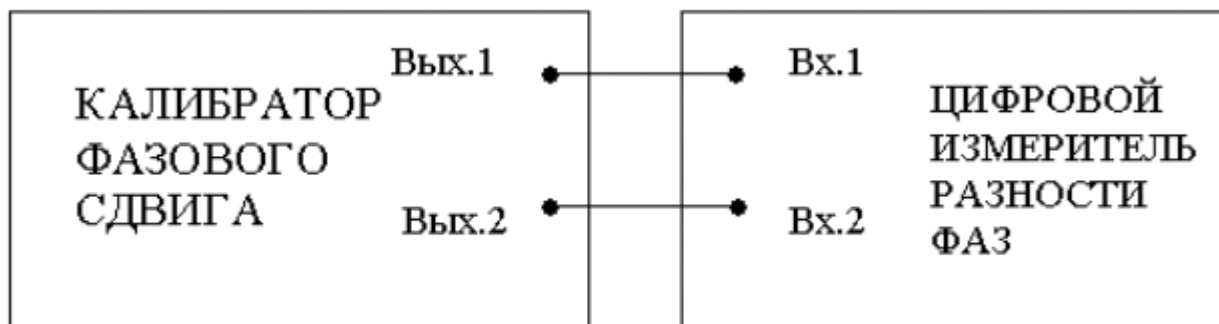 КАЛИБРАТОР
ФАЗОВОГО
СДВИГА
Вых.1
Вых.2
Вх.1
Вх.2
ЦИФРОВОЙ
ИЗМЕРИТЕЛЬ
РАЗНОСТИ
ФАЗ